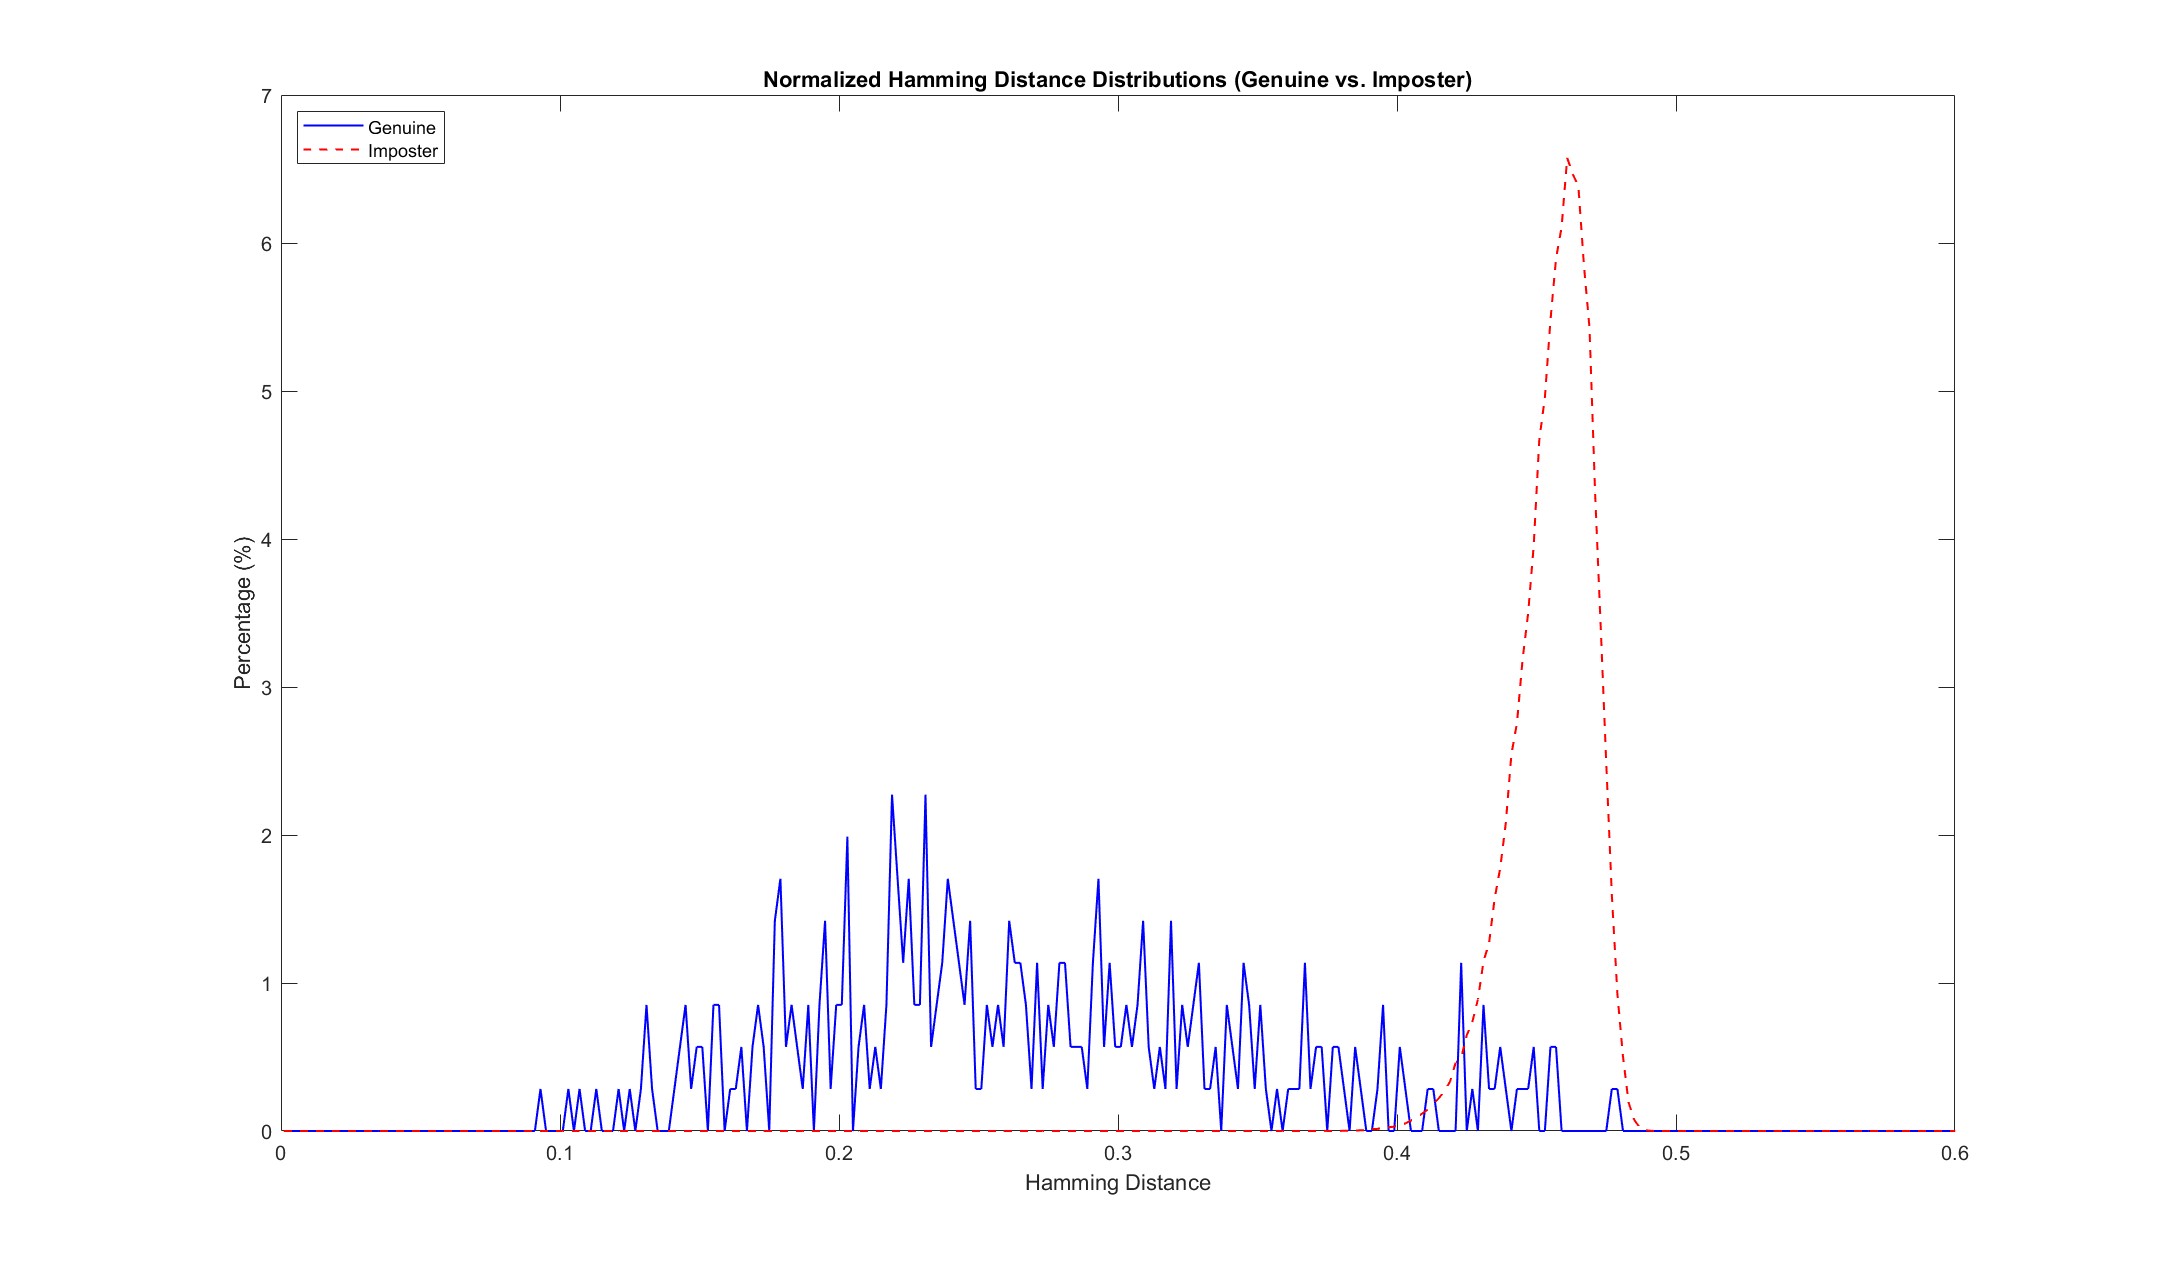 Normalized Hamming Distance Distributions (Genuine vs. Imposter)
7
Genuine
Imposter
6
5
4
3
2
1
0
Percentage (%)
0 0.1 0.2 0.3 0.4 0.5 0.6
Hamming Distance